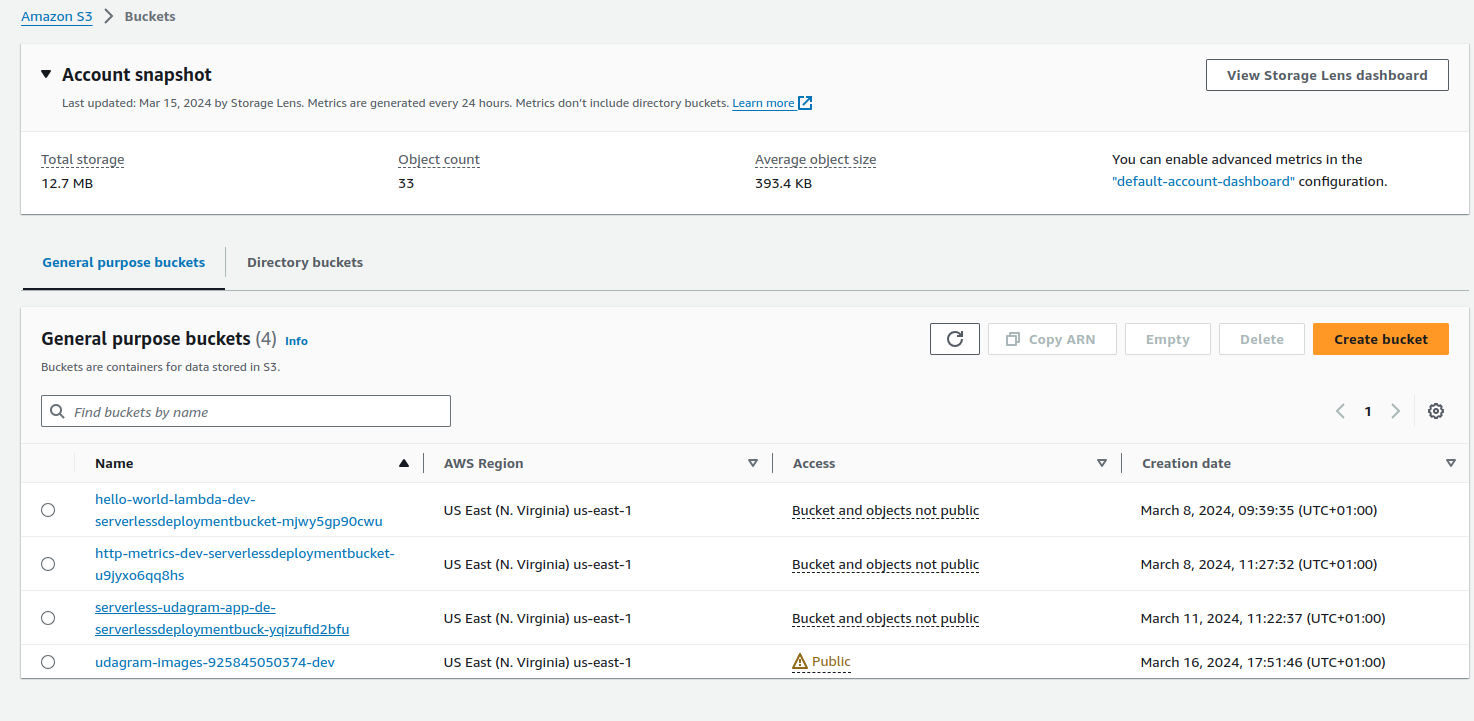 Amazon S3 > Buckets
Account snapshot
View Storage Lens dashboard
Last updated: Mar 15, 2024 by Storage Lens. Metrics are generated every 24 hours. Metrics don't include directory buckets. Learn more
Total storage
12.7 MB
Object count
33
Average object size
393.4 KB
You can enable advanced metrics in the
"default-account-dashboard" configuration.
General purpose buckets
Directory buckets
General purpose buckets (4) Info
Buckets are containers for data stored in S3.
Copy ARN
Empty
Delete
Create bucket
Find buckets by name
1
Name AWS Region Access Creation date
hello-world-lambda-dev-
serverlessdeploymentbucket-mjwy5gp90cwu
US East (N. Virginia) us-east-1
Bucket and objects not public
March 8, 2024, 09:39:35 (UTC+01:00)
http-metrics-dev-serverlessdeploymentbucket-
u9jyxo6qq8hs
US East (N. Virginia) us-east-1
Bucket and objects not public
March 8, 2024, 11:27:32 (UTC+01:00)
serverless-udagram-app-de-
serverlessdeploymentbuck-yqizufid2bfu
US East (N. Virginia) us-east-1
Bucket and objects not public
March 11, 2024, 11:22:37 (UTC+01:00)
udagram-images-925845050374-dev
US East (N. Virginia) us-east-1
Public
March 16, 2024, 17:51:46 (UTC+01:00)